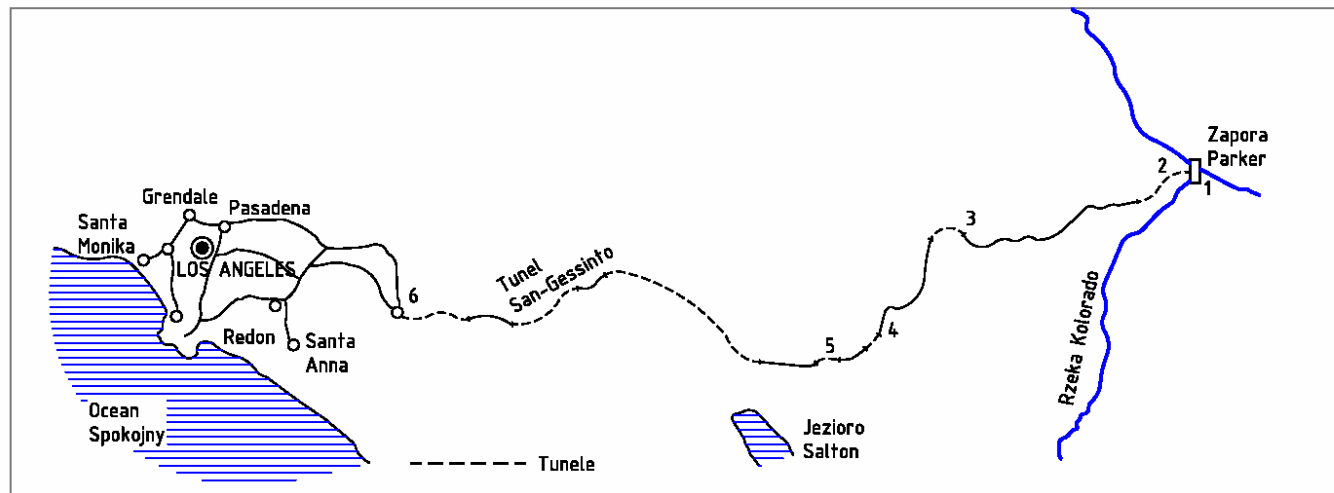 Zapora
Parker
1
2
3
Grendale
Pasadena
Santa
Monika
LOS ANGELES
Tunel
San-Gessinto
6
4
5
Redon
Santa
Anna
Rzeka Kolorado
Ocean
Spokojny
Jezioro
Salton
Tunele